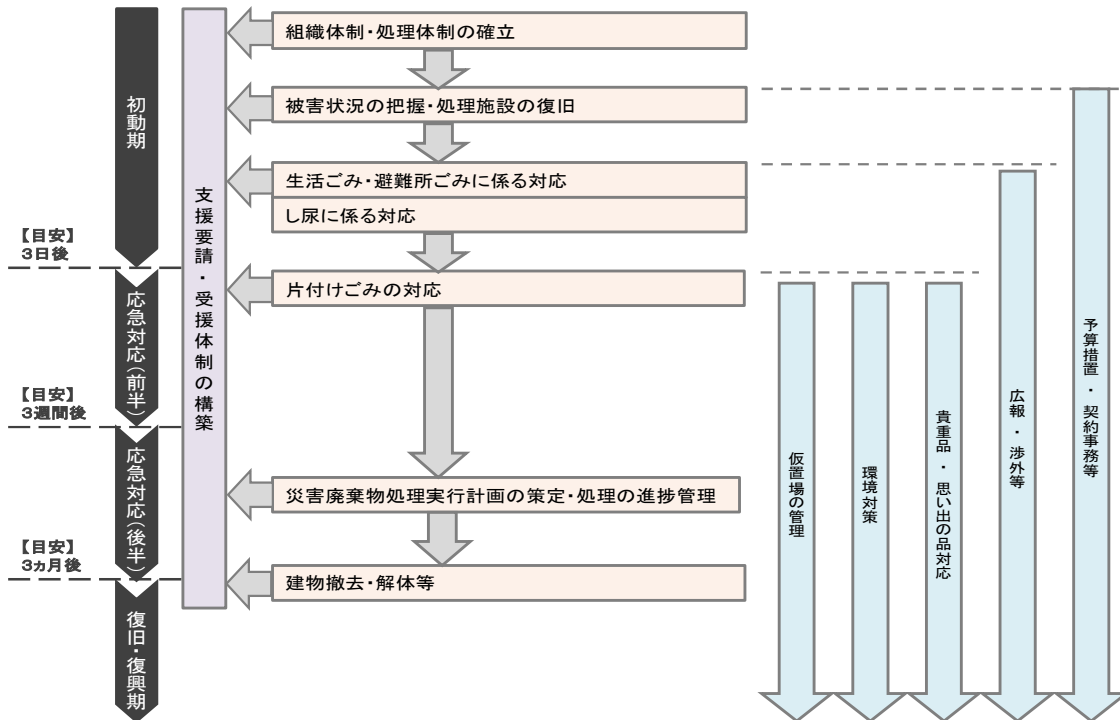 初動期
【目安】
3日後
応急対応(前半)
【目安】
3週間後
応急対応(後半)
【目安】
3ヵ月後
復旧・復興期
支援要請・受援体制の構築
組織体制・処理体制の確立
被害状況の把握・処理施設の復旧
生活ごみ・避難所ごみに係る対応
し尿に係る対応
片付けごみの対応
災害廃棄物処理実行計画の策定・処理の進捗管理
建物撤去・解体等
仮置場の管理
環境対策
貴重品・思い出の品対応
広報・渉外等
予算措置・契約事務等